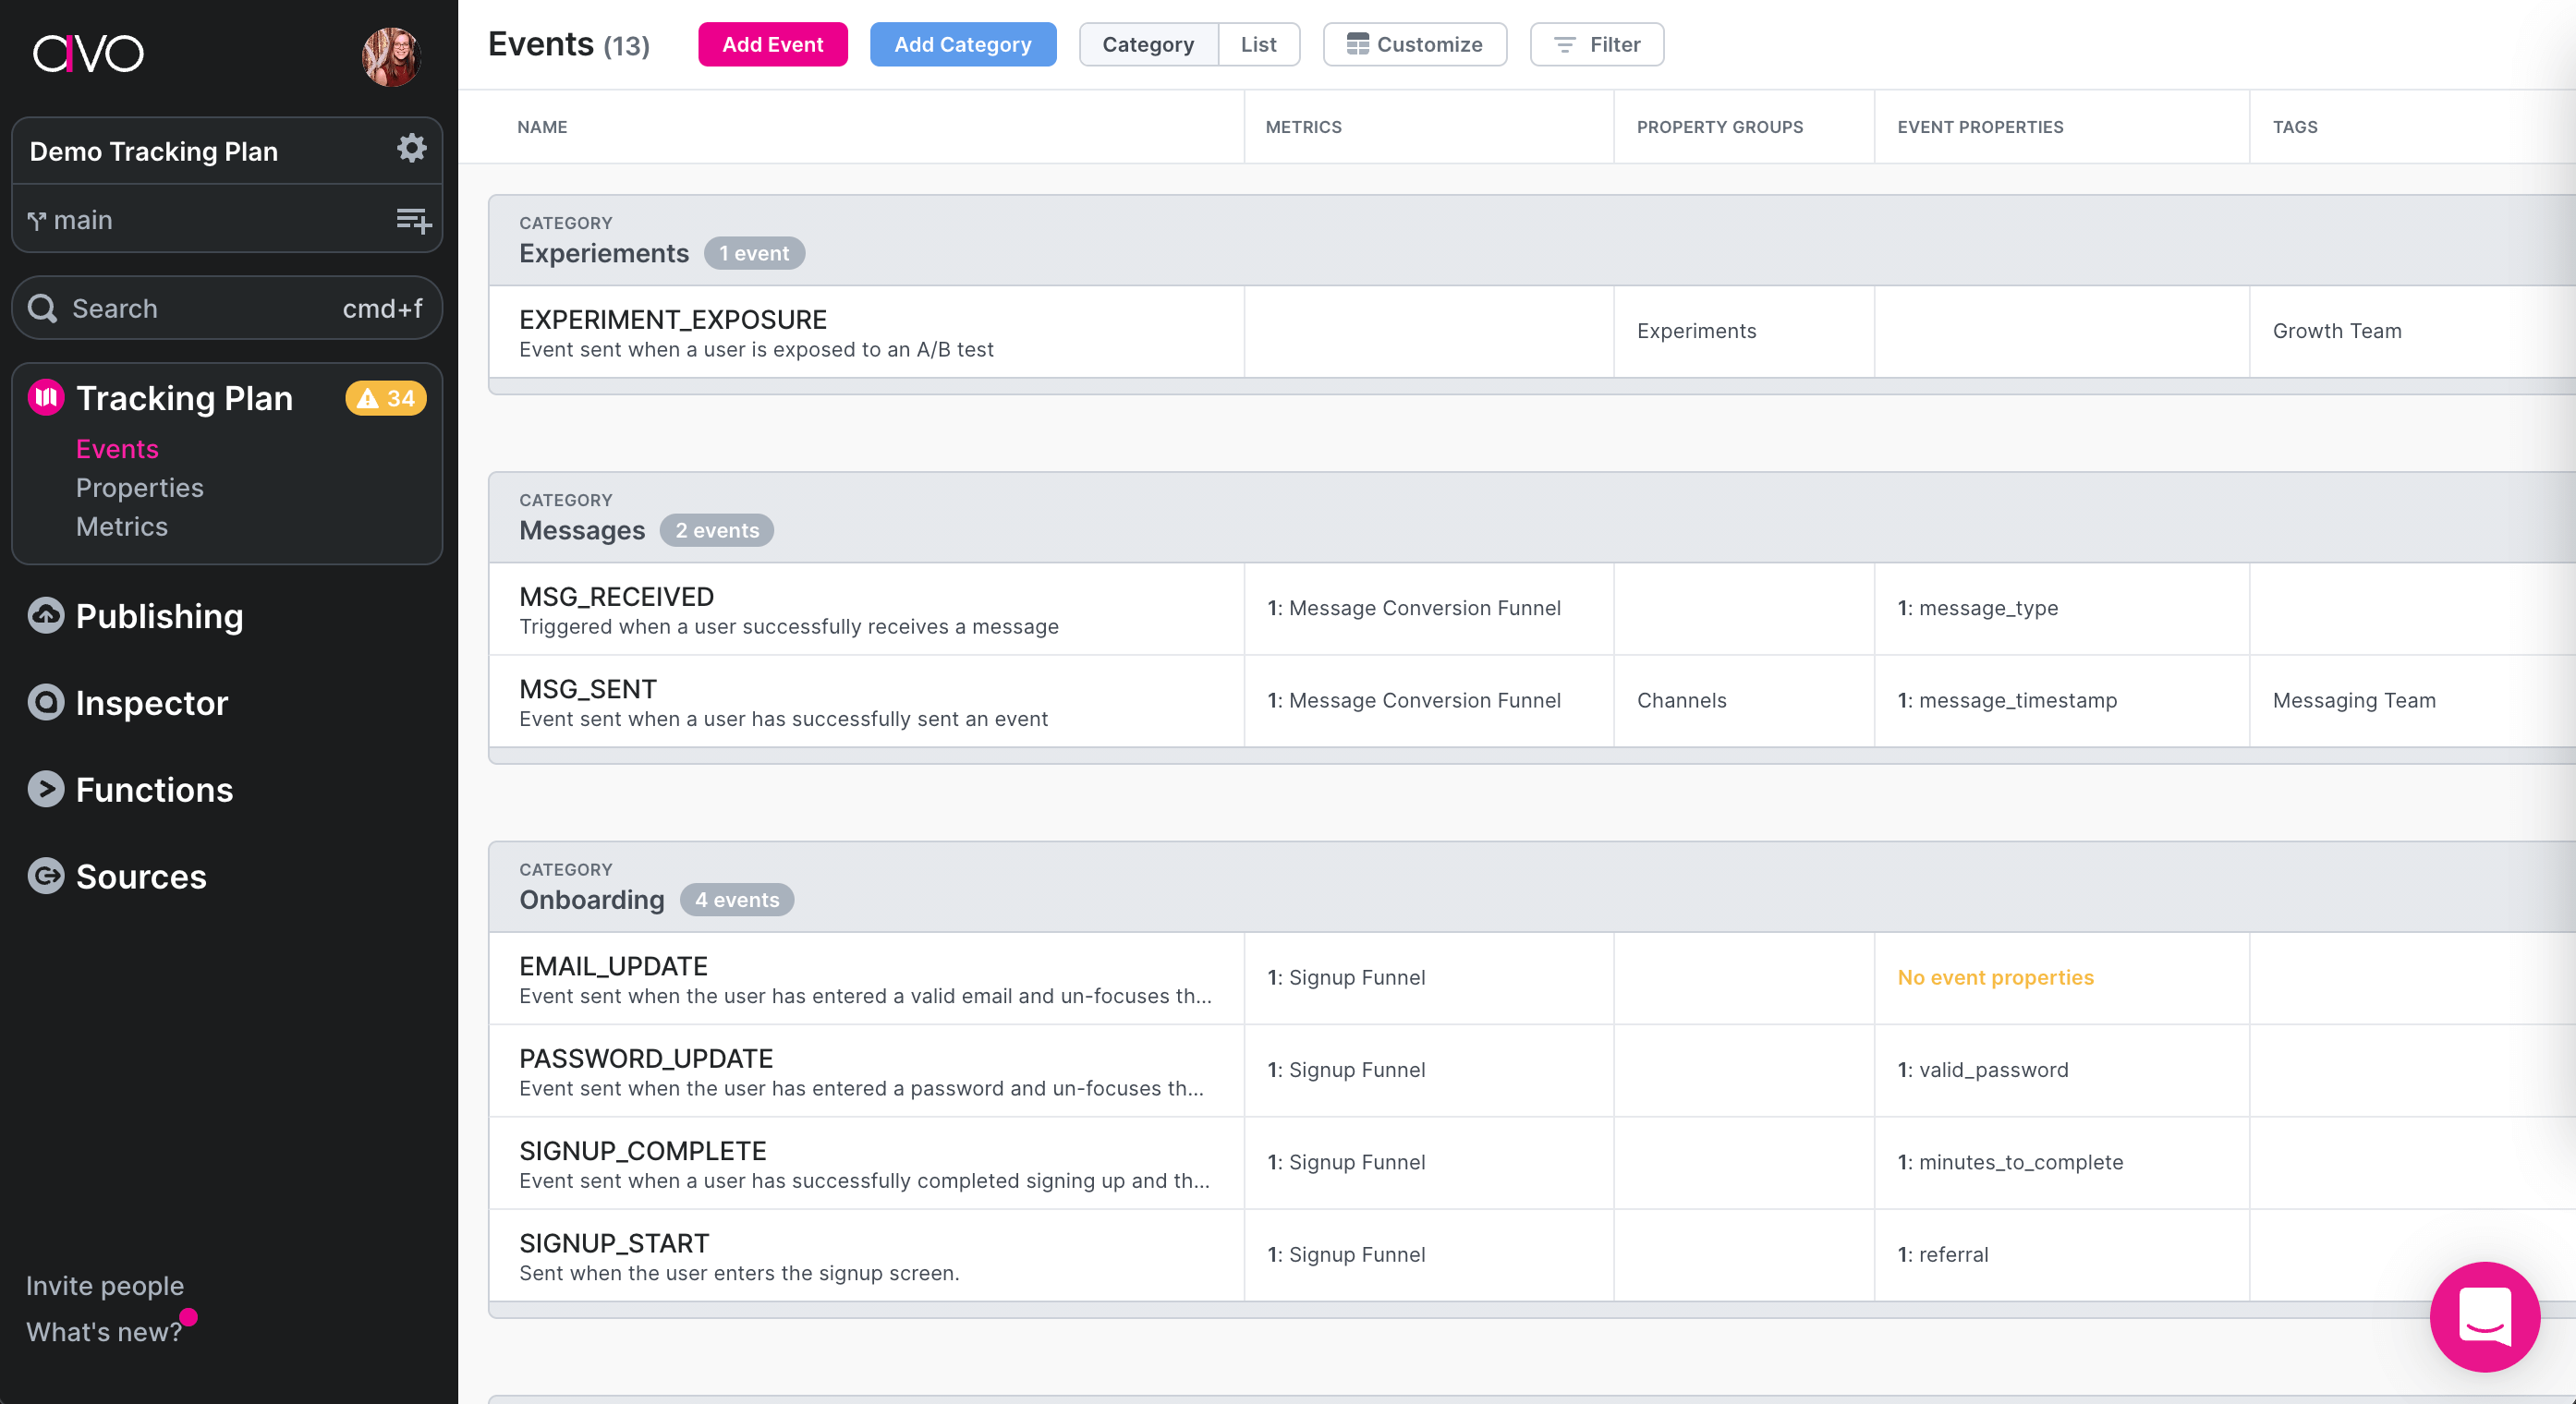 avo
Demo Tracking Plan
main
Search cmd+f
Tracking Plan 34
Events
Properties
Metrics
Publishing
Inspector
Functions
Sources
Invite people
What's new?
Events (13) Add Event Add Category Category List Customize Filter
NAME METRICS PROPERTY GROUPS EVENT PROPERTIES TAGS
CATEGORY
Experiements 1 event
EXPERIMENT_EXPOSURE
Event sent when a user is exposed to an A/B test
Experiments
Growth Team
CATEGORY
Messages 2 events
MSG_RECEIVED
Triggered when a user successfully receives a message
1: Message Conversion Funnel
1: message_type
MSG_SENT
Event sent when a user has successfully sent an event
1: Message Conversion Funnel
Channels
1: message_timestamp
Messaging Team
CATEGORY
Onboarding 4 events
EMAIL_UPDATE
Event sent when the user has entered a valid email and un-focuses th...
1: Signup Funnel
No event properties
PASSWORD_UPDATE
Event sent when the user has entered a password and un-focuses th...
1: Signup Funnel
1: valid_password
SIGNUP_COMPLETE
Event sent when a user has successfully completed signing up and th...
1: Signup Funnel
1: minutes_to_complete
SIGNUP_START
Sent when the user enters the signup screen.
1: Signup Funnel
1: referral